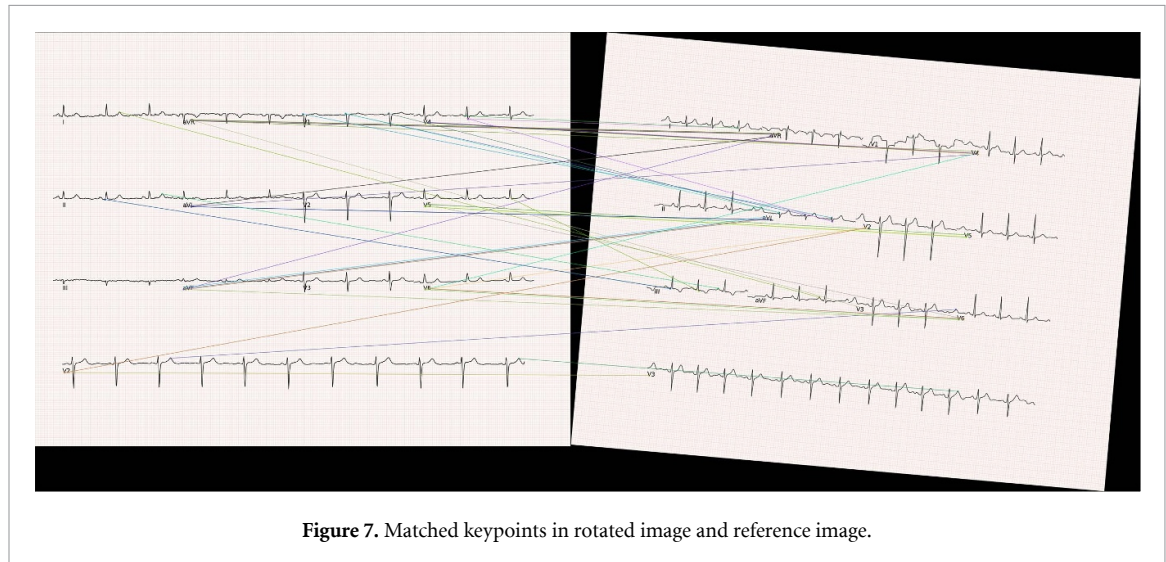 I aVR V1 V4
II aVL V2 V5
III aVF V3 V6
I aVR V1 V4
II aVL V2 V5
III aVF V3 V6
V3
Figure 7. Matched keypoints in rotated image and reference image.